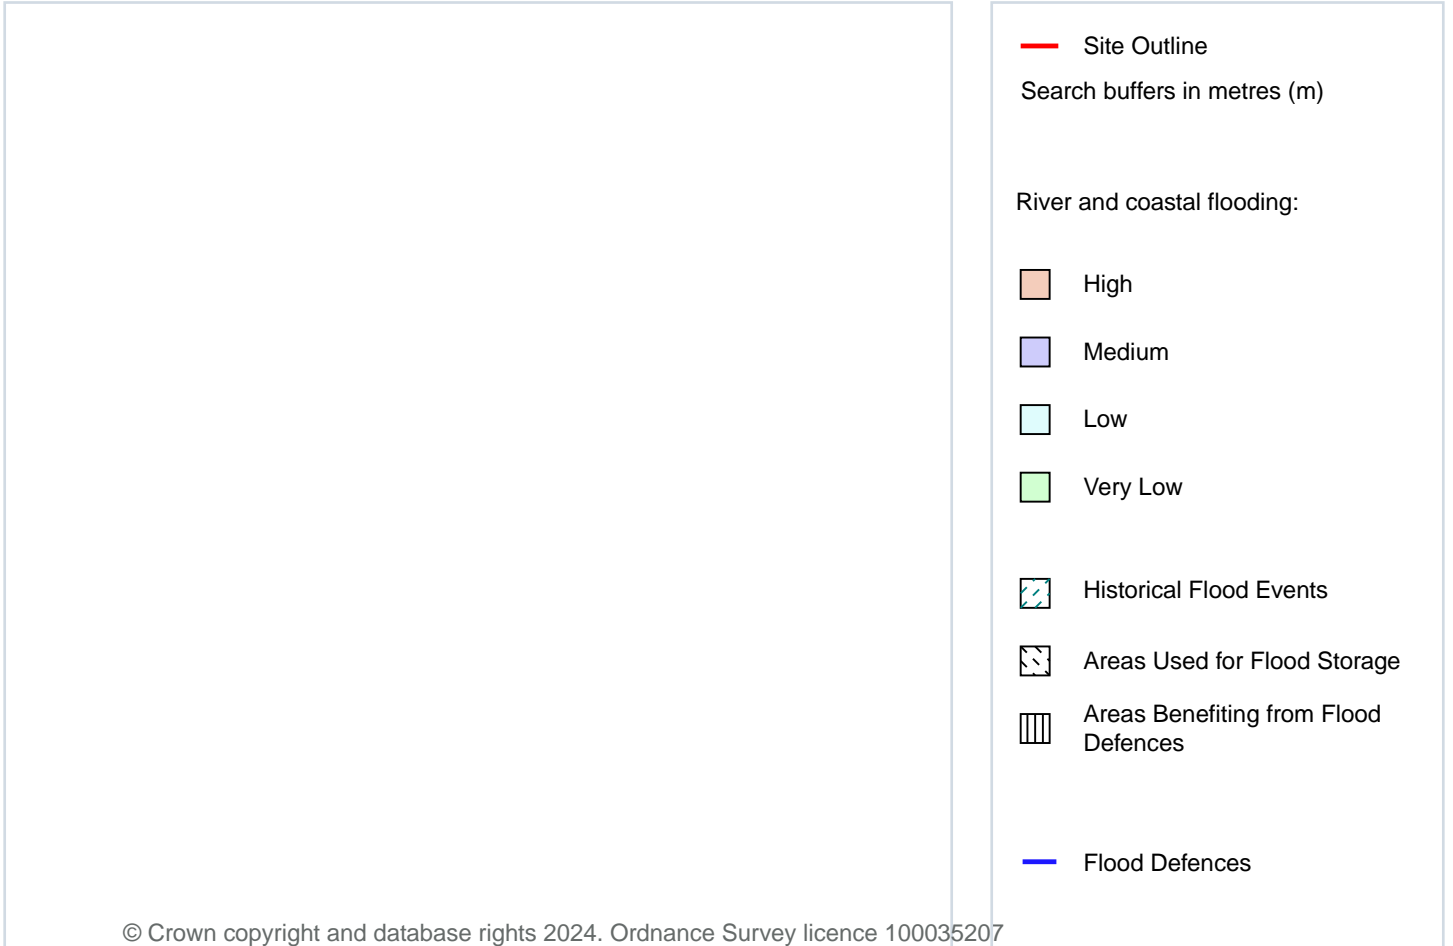 Site Outline
Search buffers in metres (m)
River and coastal flooding:
High
Medium
Low
Very Low
Historical Flood Events
Areas Used for Flood Storage
Areas Benefiting from Flood
Defences
Flood Defences
© Crown copyright and database rights 2024. Ordnance Survey licence 100035207